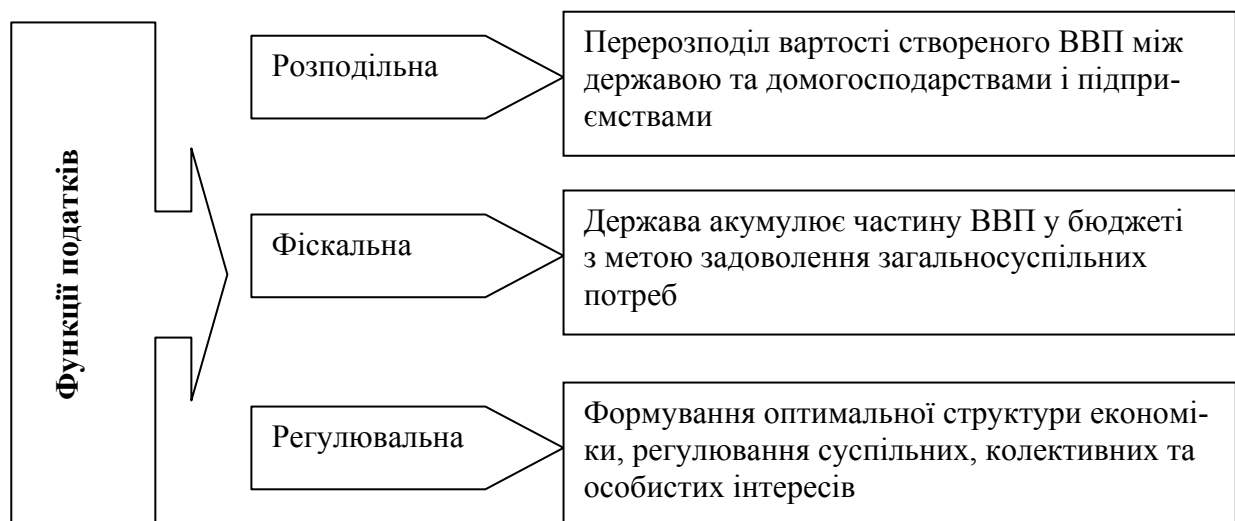 Функції податків
Розподільна
Перерозподіл вартості створеного ВВП між
державою та домогосподарствами і підпри-
ємствами
Фіскальна
Держава акумулює частину ВВП у бюджеті
з метою задоволення загальносуспільних
потреб
Регулювальна
Формування оптимальної структури економі-
ки, регулювання суспільних, колективних та
особистих інтересів